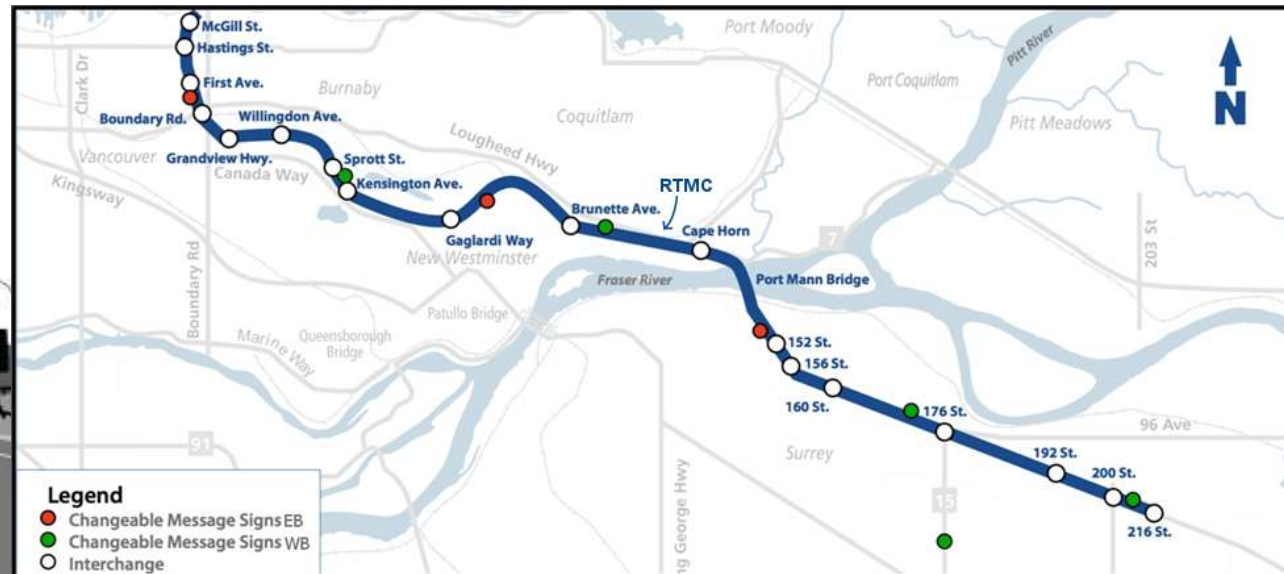 McGill St.
Hastings St.
First Ave.
Boundary Rd.
Grandview Hwy.
Willingdon Ave.
Sprott St.
Kensington Ave.
Gaglardi Way
Brunette Ave.
RTMC
Cape Horn
Port Mann Bridge
152 St.
156 St.
160 St.
176 St.
192 St.
200 St.
216 St.
Clark Dr
Burnaby
Vancouver
Canada Way
Kingsway
Boundary Rd
Lougheed Hwy
Coquitlam
Port Moody
Port Coquitlam
Pitt River
Pitt Meadows
N
203 St
7
New Westminster
Fraser River
Patullo Bridge
Queensborough
Bridge
Marine Way
91
Surrey
96 Ave
15
King George Hwy
Legend
Changeable Message Signs EB
Changeable Message Signs WB
Interchange